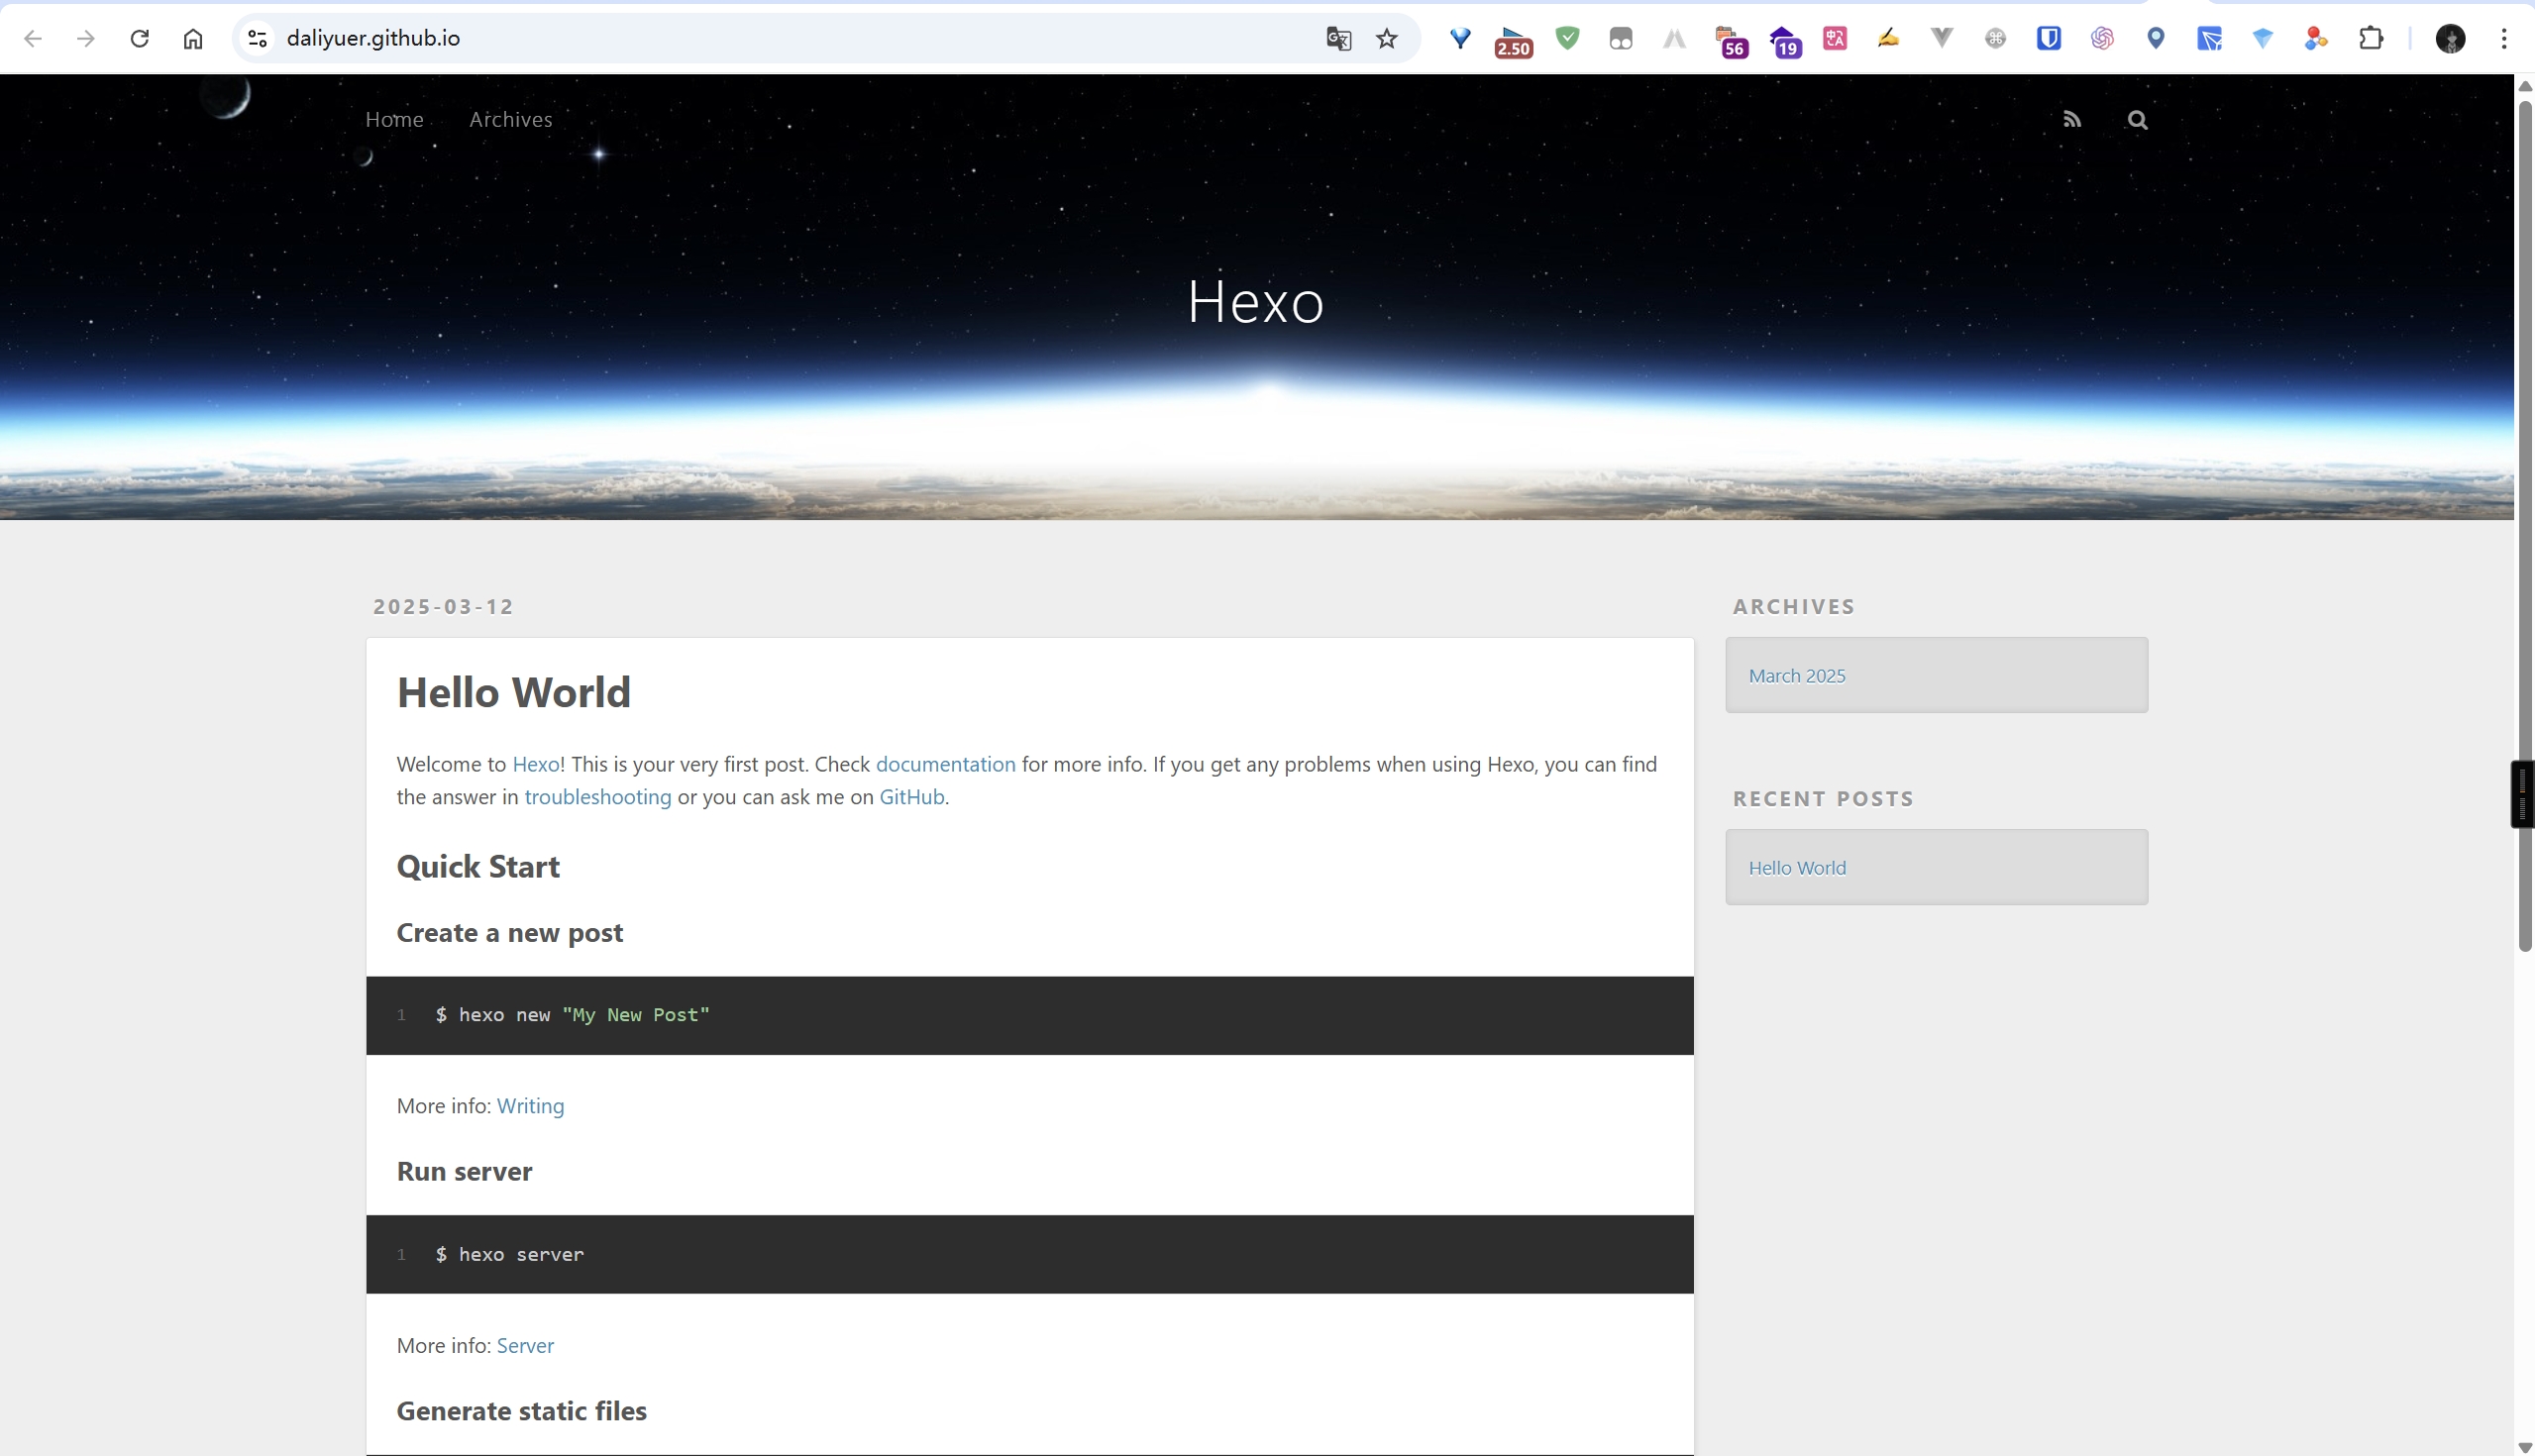 daliyuer.github.io
2.50
56
19
Home Archives
Hexo
2025-03-12
Hello World
Welcome to Hexo! This is your very first post. Check documentation for more info. If you get any problems when using Hexo, you can find
the answer in troubleshooting or you can ask me on GitHub.
Quick Start
Create a new post
1 $ hexo new "My New Post"
More info: Writing
Run server
1 $ hexo server
More info: Server
Generate static files
ARCHIVES
March 2025
RECENT POSTS
Hello World